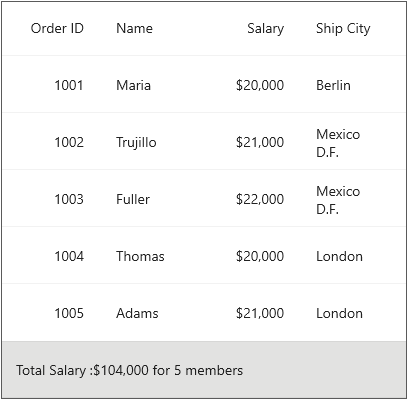 Order ID Name Salary Ship City
1001 Maria $20,000 Berlin
1002 Trujillo $21,000 Mexico
D.F.
1003 Fuller $22,000 Mexico
D.F.
1004 Thomas $20,000 London
1005 Adams $21,000 London
Total Salary :$104,000 for 5 members